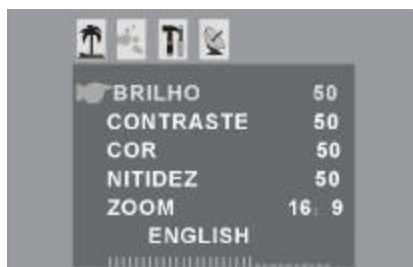 BRILHO 50
CONTRASTE 50
COR 50
NITIDEZ 50
ZOOM 16: 9
ENGLISH